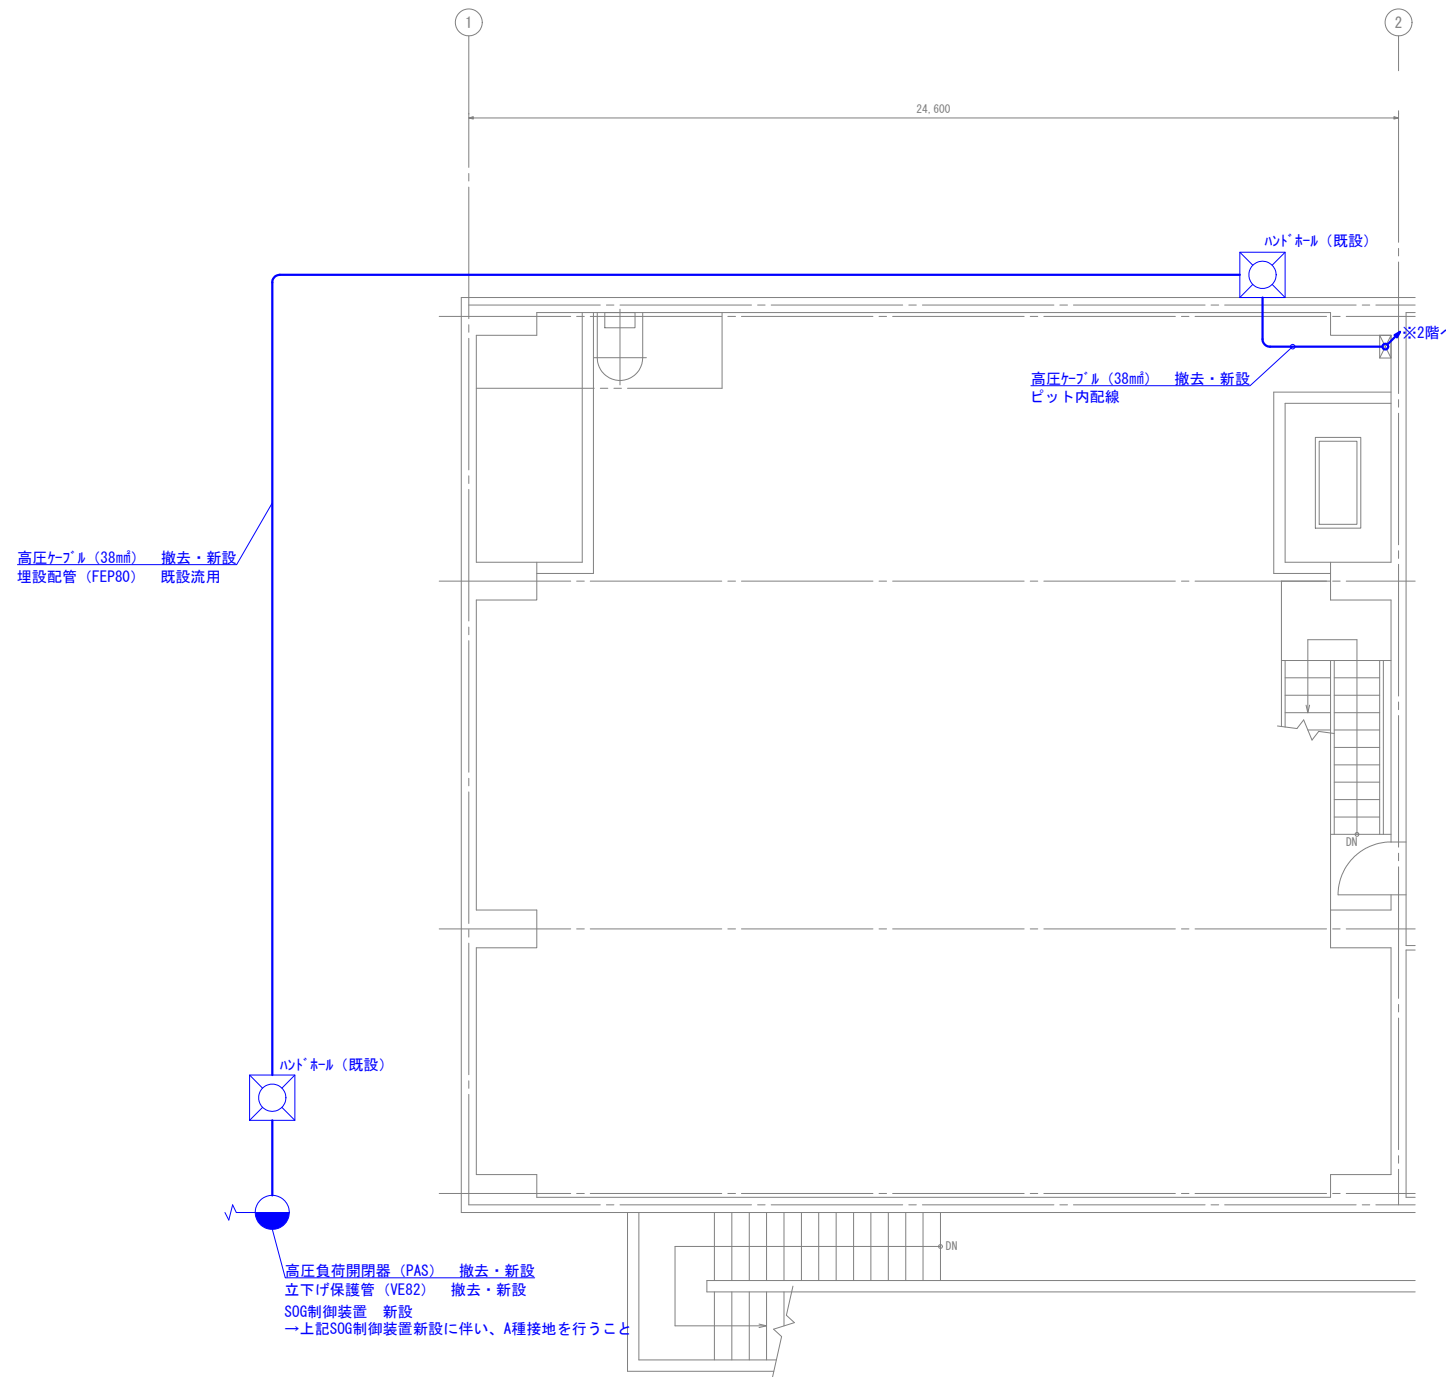 1
2
24,600
ﾊﾝﾄﾞﾎｰﾙ（既設）
※2階へ
高圧ｹｰﾌﾞﾙ（38m㎡）　撤去・新設
ピット内配線
高圧ｹｰﾌﾞﾙ（38m㎡）　撤去・新設
埋設配管（FEP80）　既設流用
DN
ﾊﾝﾄﾞﾎｰﾙ（既設）
DN
高圧負荷開閉器（PAS）　撤去・新設
立下げ保護管（VE82）　撤去・新設
SOG制御装置　新設
→上記SOG制御装置新設に伴い、A種接地を行うこと